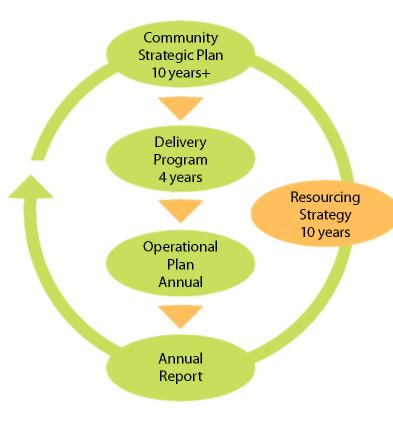 Community
Strategic Plan
10 years+
Delivery
Program
4 years
Resourcing
Strategy
10 years
Operational
Plan
Annual
Annual
Report